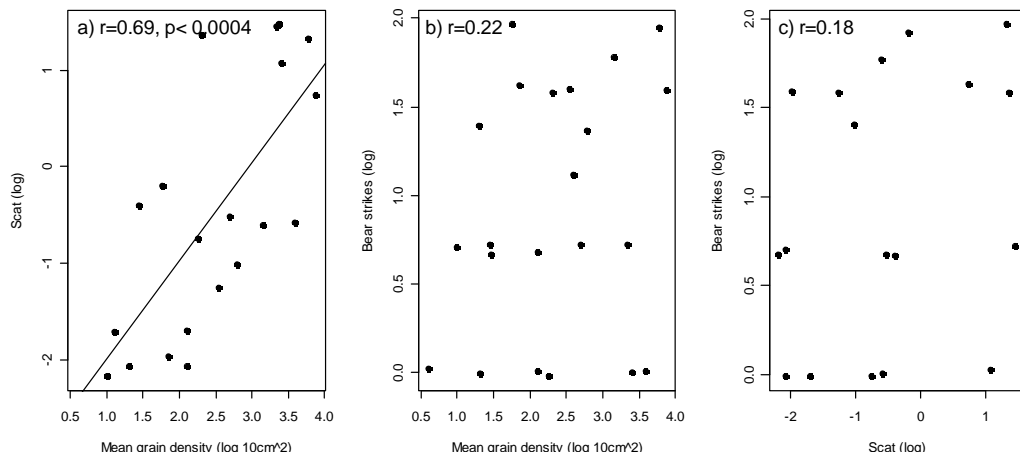 a) r=0.69, p< 0.0004
Scat (log)
1
0
-1
-2
0.5 1.0 1.5 2.0 2.5 3.0 3.5 4.0
Mean grain density (log 10cm^2)
b) r=0.22
Bear strikes (log)
2.0
1.5
1.0
0.5
0.0
0.5 1.0 1.5 2.0 2.5 3.0 3.5 4.0
Mean grain density (log 10cm^2)
c) r=0.18
Bear strikes (log)
2.0
1.5
1.0
0.5
0.0
-2 -1 0 1
Scat (log)